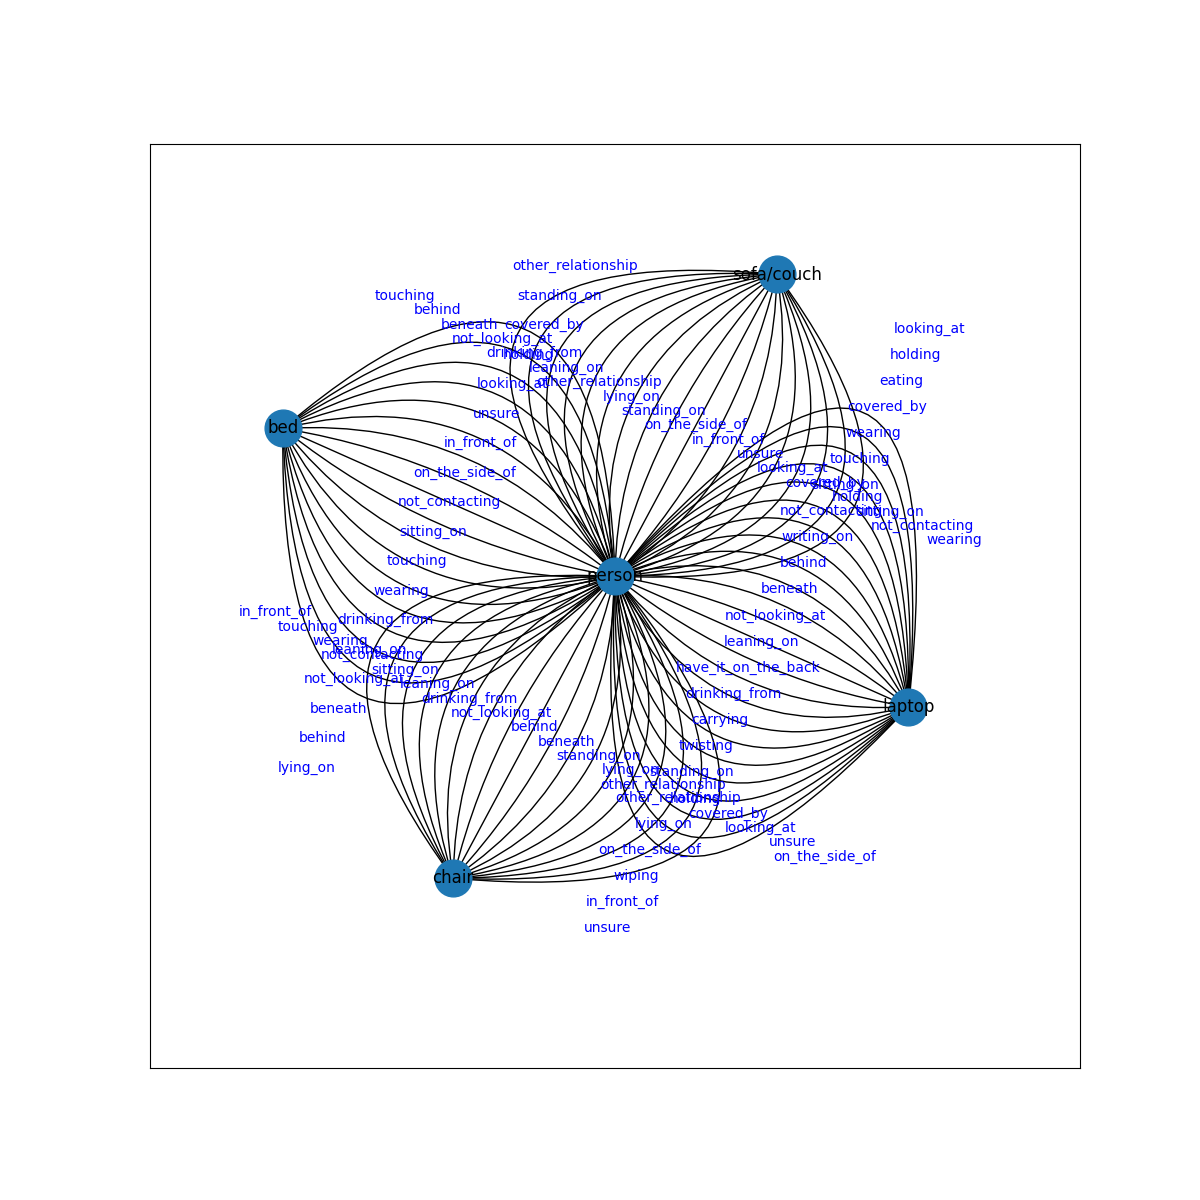 other_relationship
sofa/couch
touching
standing_on
behind
beneath
covered_by
looking_at
not_looking_at
drinking_from
holding
holding
leaning_on
eating
looking_at
other_relationship
lying_on
covered_by
unsure
standing_on
on_the_side_of
bed
wearing
in_front_of
in_front_of
unsure
touching
on_the_side_of
looking_at
covered_by
sitting_on
holding
not_contacting
not_contacting
sitting_on
not_contacting
sitting_on
writing_on
wearing
touching
behind
person
wearing
beneath
in_front_of
drinking_from
not_looking_at
touching
wearing
leaning_on
leaning_on
not_contacting
sitting_on
have_it_on_the_back
not_looking_at
leaning_on
drinking_from
drinking_from
beneath
laptop
not_looking_at
carrying
behind
behind
beneath
twisting
standing_on
lying_on
lying_on
standing_on
other_relationship
other_relationship
holding
covered_by
lying_on
looking_at
unsure
on_the_side_of
on_the_side_of
chair
wiping
in_front_of
unsure